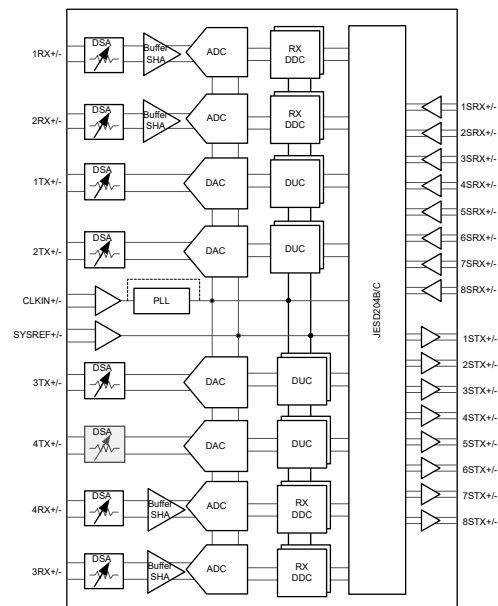 1RX+/-
DSA
Buffer
SHA
ADC
RX
DDC
2RX+/-
DSA
Buffer
SHA
ADC
RX
DDC
1TX+/-
DSA
DAC
DUC
2TX+/-
DSA
DAC
DUC
CLKIN+/-
PLL
SYSREF+/-
3TX+/-
DSA
DAC
DUC
4TX+/-
DSA
DAC
DUC
4RX+/-
DSA
Buffer
SHA
ADC
RX
DDC
3RX+/-
DSA
Buffer
SHA
ADC
RX
DDC
JESD204B/C
1SRX+/-
2SRX+/-
3SRX+/-
4SRX+/-
5SRX+/-
6SRX+/-
7SRX+/-
8SRX+/-
1STX+/-
2STX+/-
3STX+/-
4STX+/-
5STX+/-
6STX+/-
7STX+/-
8STX+/-